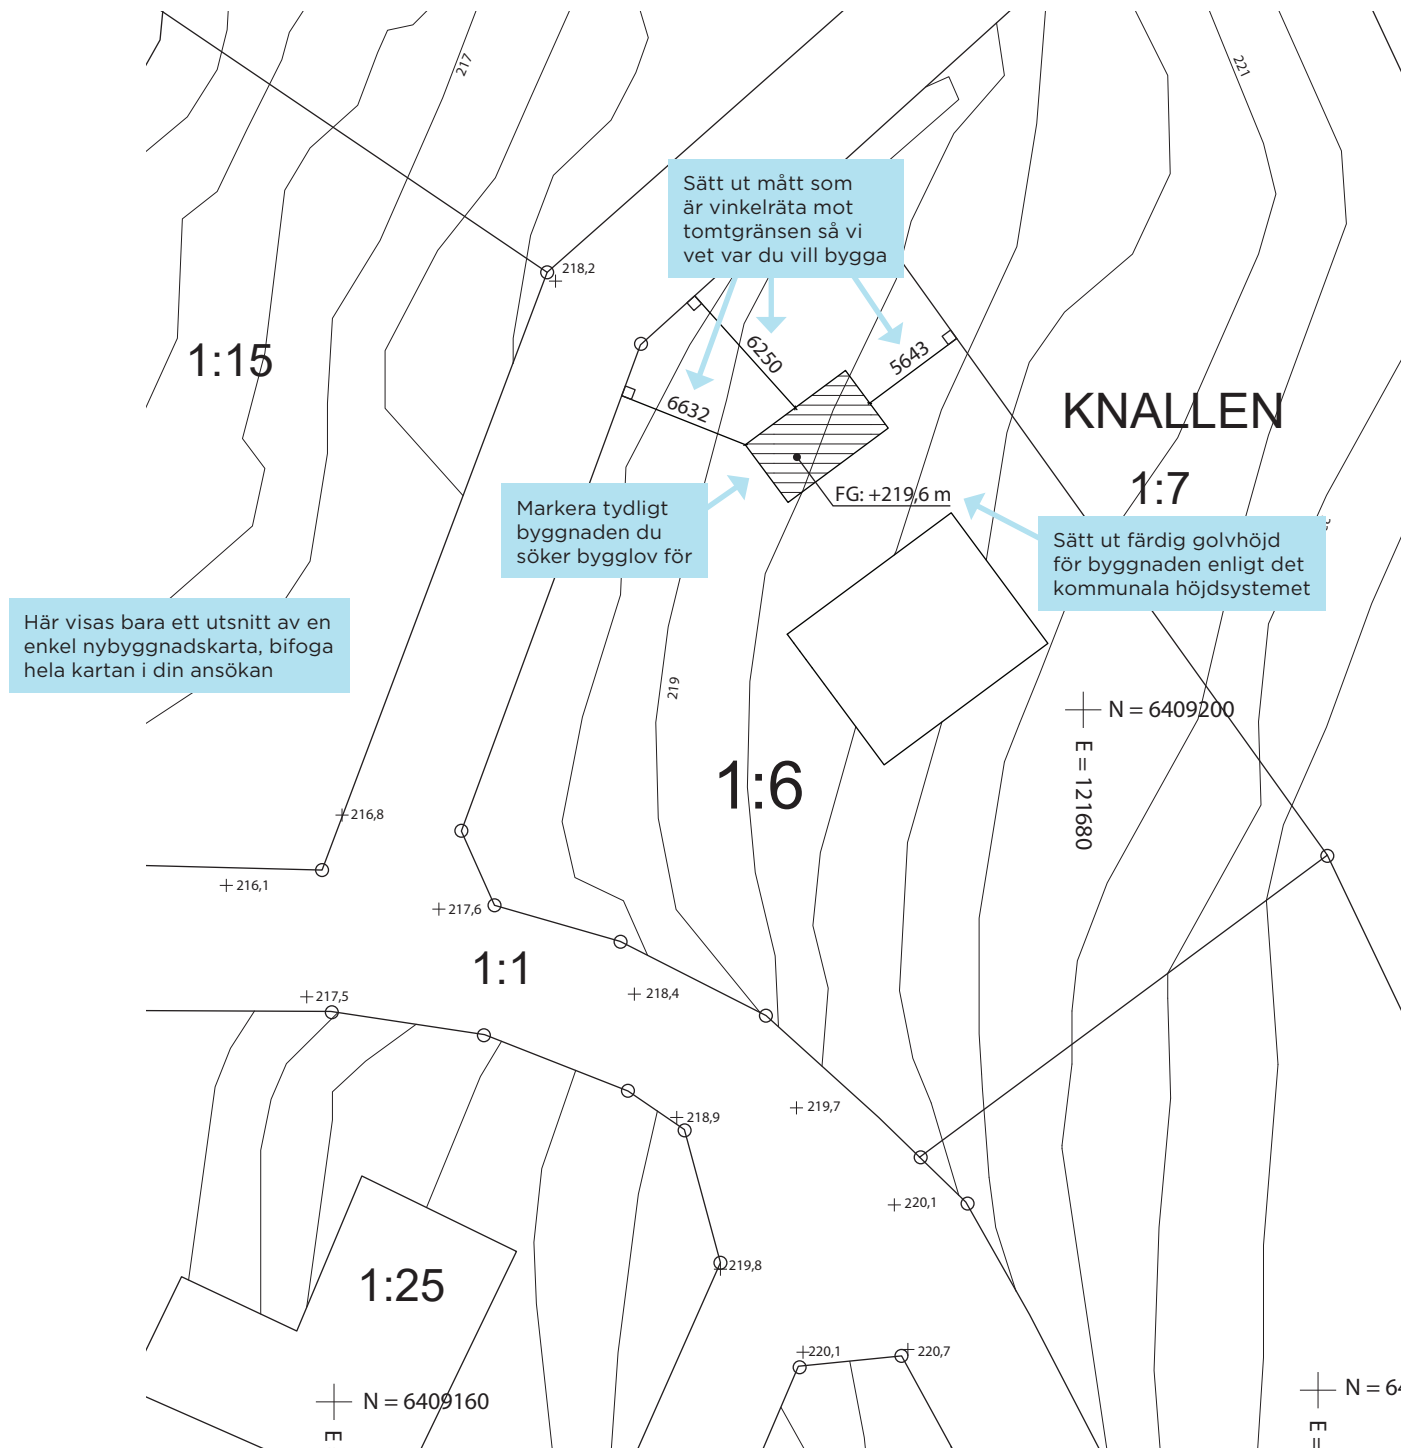 217
221
Sätt ut mått som
är vinkelräta mot
tomtgränsen så vi
vet var du vill bygga
218,2
1:15
6250
5643
6632
KNALLEN
1:7
FG: +219,6 m
Markera tydligt
byggnaden du
söker bygglov för
Sätt ut färdig golvhöjd
för byggnaden enligt det
kommunala höjdsystemet
Här visas bara ett utsnitt av en
enkel nybyggnadskarta, bifoga
hela kartan i din ansökan
219
N = 6409200
E = 121680
1:6
216,8
216,1
217,6
1:1
217,5
218,4
218,9
219,7
220,1
219,8
1:25
220,1
220,7
N = 6409160
E
N = 64
E =